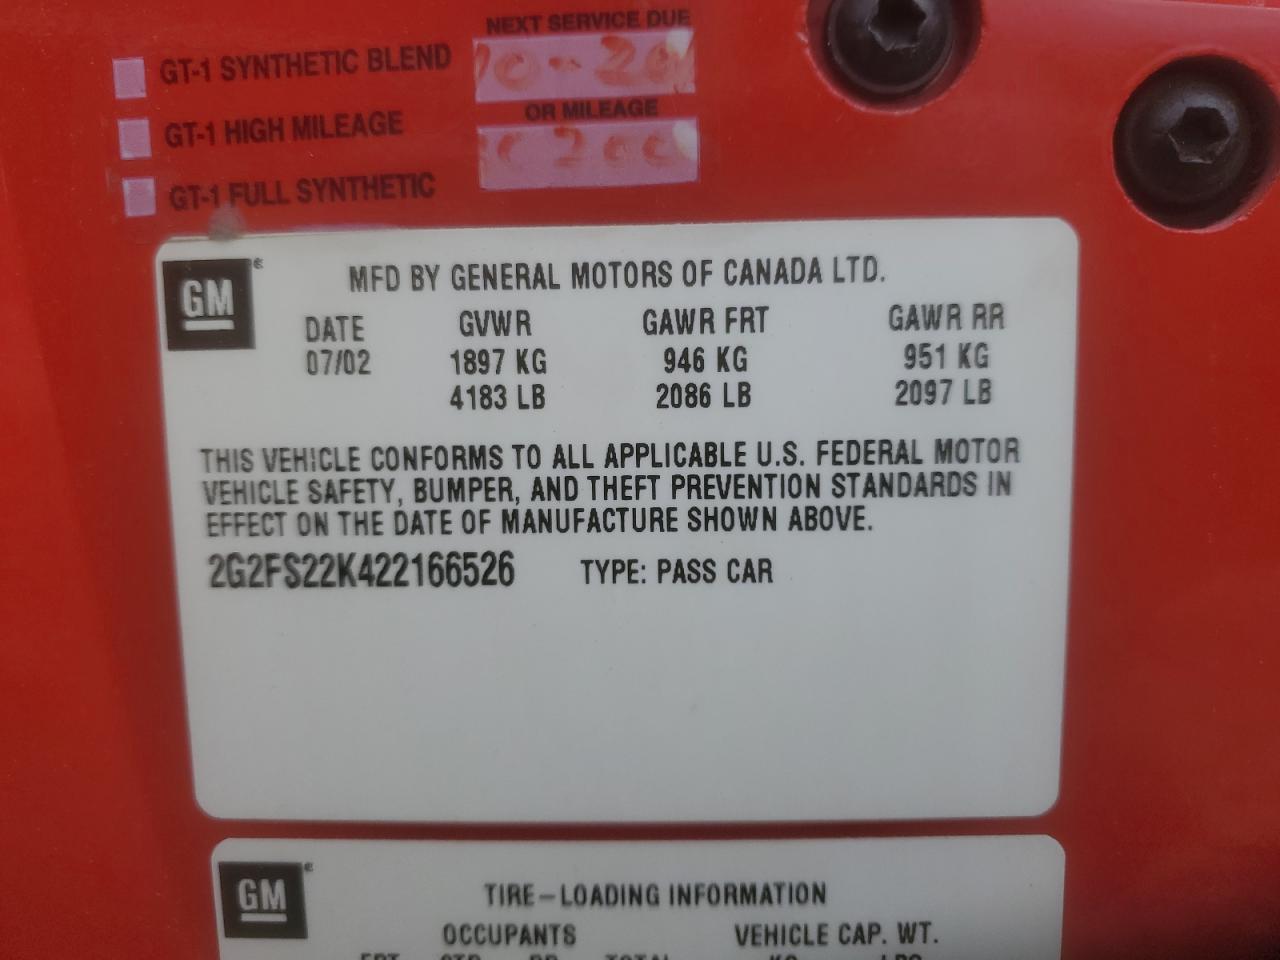 NEXT SERVICE DUE
GT-1 SYNTHETIC BLEND
10-20
OR MILEAGE
GT-1 HIGH MILEAGE
GT-1 FULL SYNTHETIC
GM
MFD BY GENERAL MOTORS OF CANADA LTD.
DATE GVWR GAWR FRT GAWR RR
07/02 1897 KG 946 KG 951 KG
4183 LB 2086 LB 2097 LB
THIS VEHICLE CONFORMS TO ALL APPLICABLE U.S. FEDERAL MOTOR
VEHICLE SAFETY, BUMPER, AND THEFT PREVENTION STANDARDS IN
EFFECT ON THE DATE OF MANUFACTURE SHOWN ABOVE.
2G2FS22K422166526 TYPE: PASS CAR
GM
TIRE-LOADING INFORMATION
OCCUPANTS VEHICLE CAP. WT.